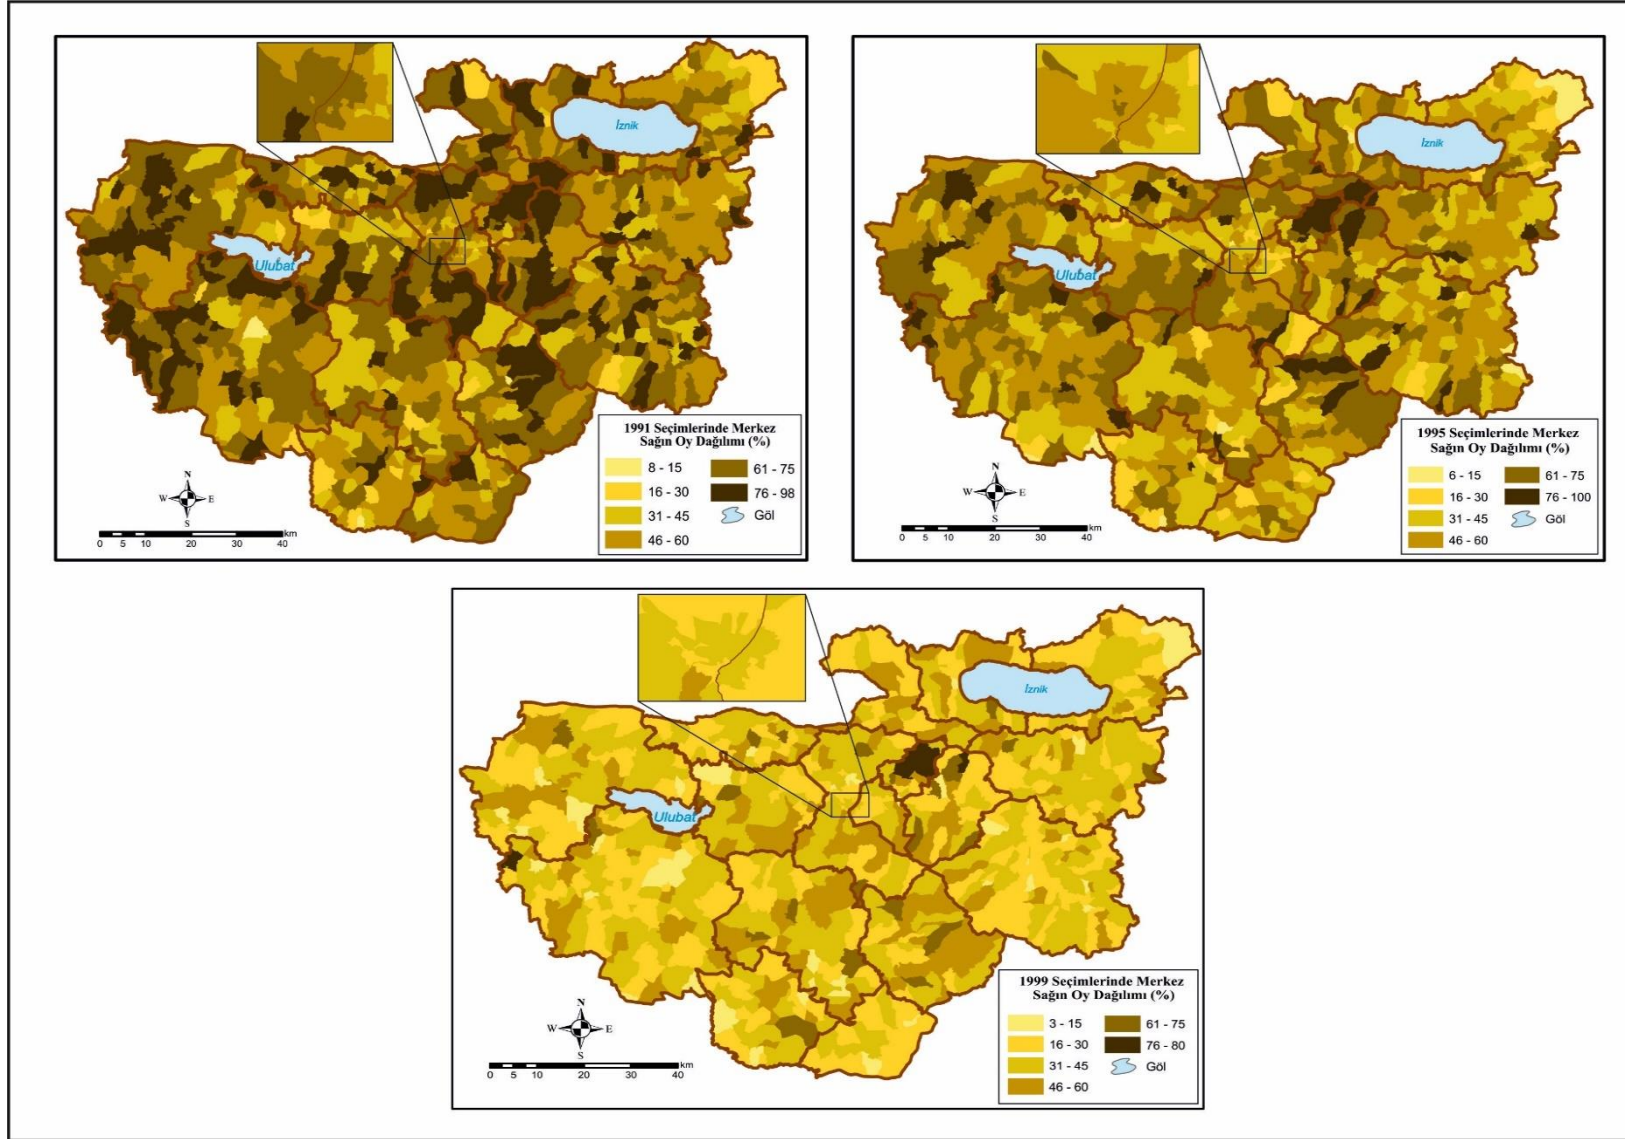 İznik
Ulubat
1991 Seçimlerinde Merkez
Sağın Oy Dağılımı (%)
8 - 15
16 - 30
31 - 45
46 - 60
61 - 75
76 - 98
Göl
N
W E
S
0 5 10 20 30 40
km
İznik
Ulubat
1995 Seçimlerinde Merkez
Sağın Oy Dağılımı (%)
6 - 15
16 - 30
31 - 45
46 - 60
61 - 75
76 - 100
Göl
N
W E
S
0 5 10 20 30 40
km
İznik
Ulubat
1999 Seçimlerinde Merkez
Sağın Oy Dağılımı (%)
3 - 15
16 - 30
31 - 45
46 - 60
61 - 75
76 - 80
Göl
N
W E
S
0 5 10 20 30 40
km